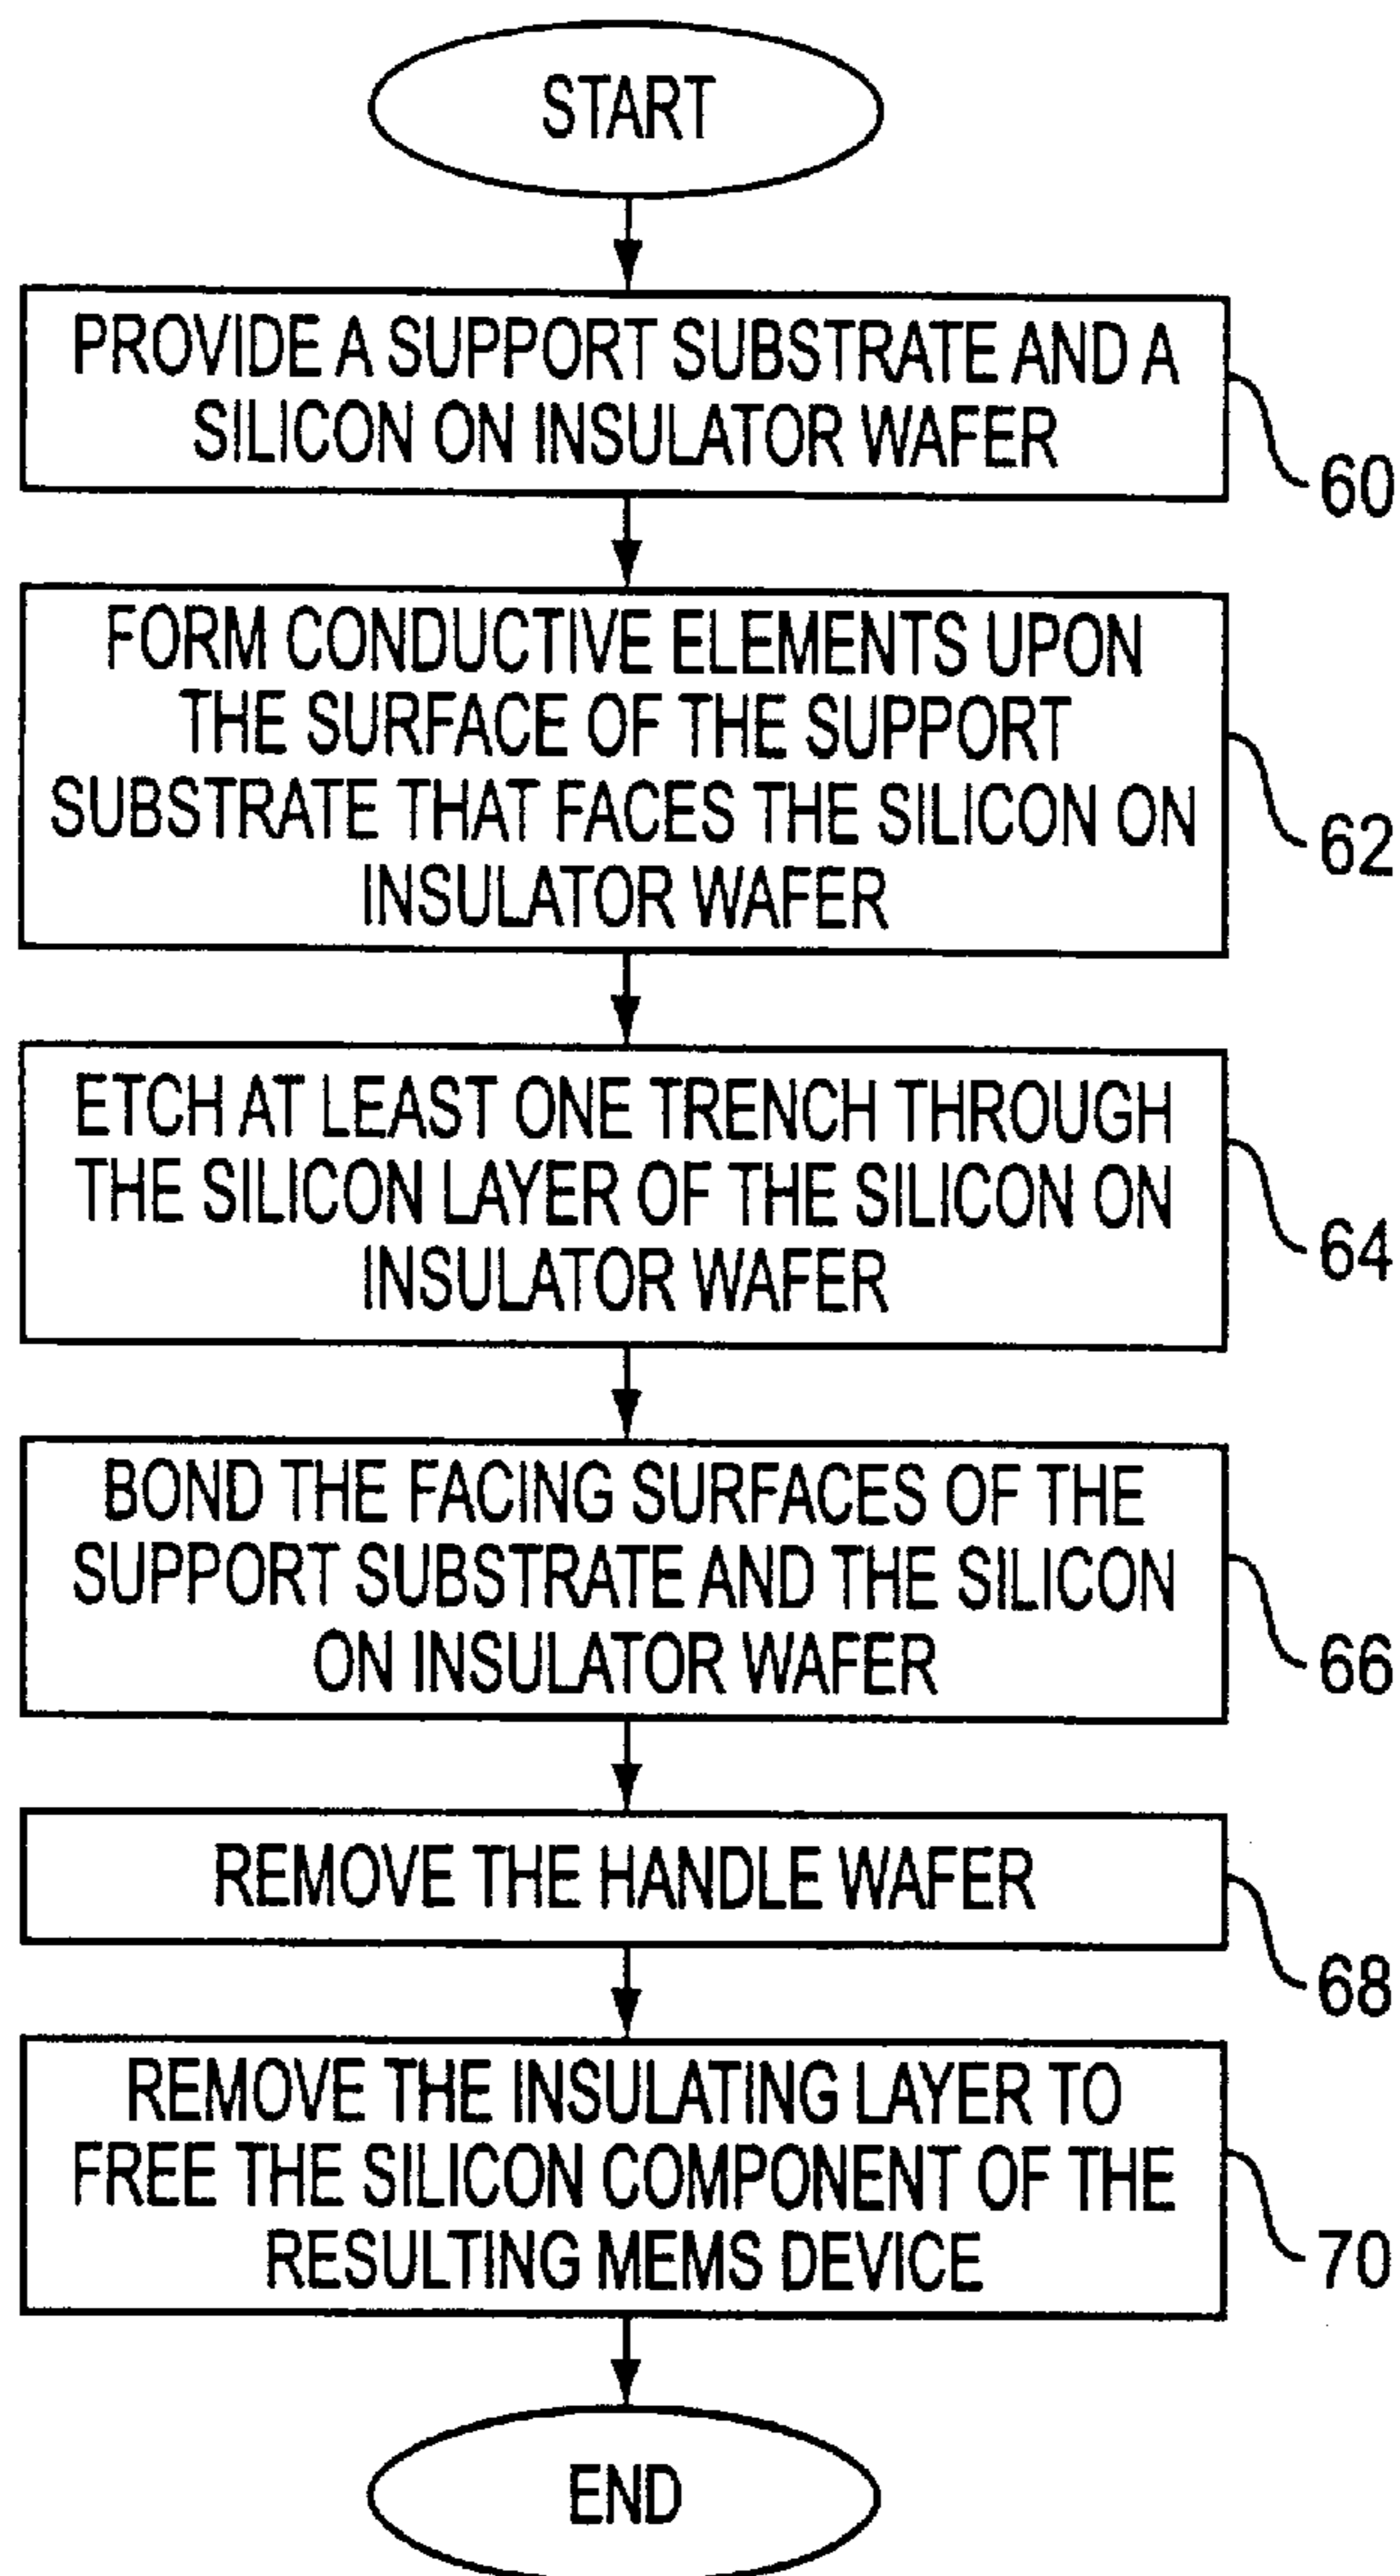 START
PROVIDE A SUPPORT SUBSTRATE AND A
SILICON ON INSULATOR WAFER
60
FORM CONDUCTIVE ELEMENTS UPON
THE SURFACE OF THE SUPPORT
SUBSTRATE THAT FACES THE SILICON ON
INSULATOR WAFER
62
ETCH AT LEAST ONE TRENCH THROUGH
THE SILICON LAYER OF THE SILICON ON
INSULATOR WAFER
64
BOND THE FACING SURFACES OF THE
SUPPORT SUBSTRATE AND THE SILICON
ON INSULATOR WAFER
66
REMOVE THE HANDLE WAFER
68
REMOVE THE INSULATING LAYER TO
FREE THE SILICON COMPONENT OF THE
RESULTING MEMS DEVICE
70
END